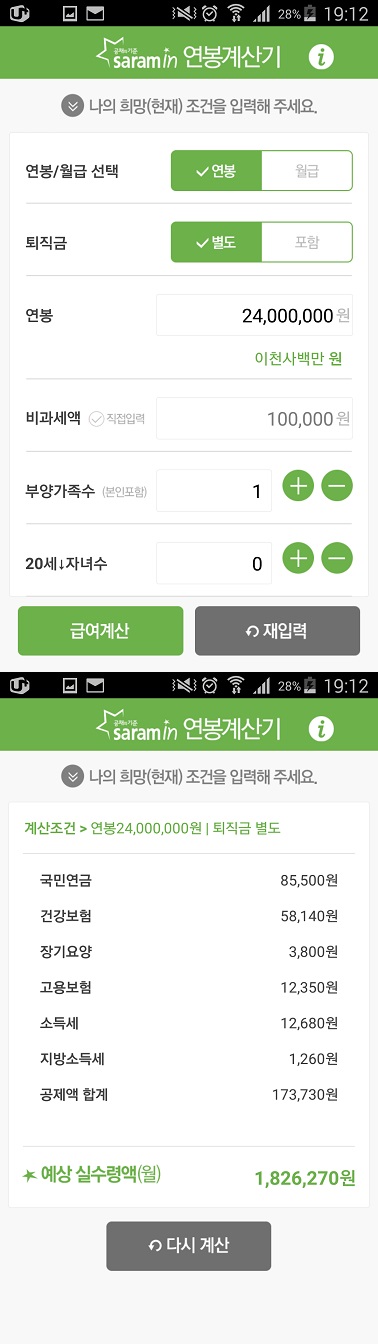 28% 19:12
공채의 기준
saramin 연봉계산기 i
나의 희망(현재) 조건을 입력해 주세요.
연봉/월급 선택 연봉 월급
퇴직금 별도 포함
연봉 24,000,000 원
이천사백만 원
비과세액 직접입력 100,000 원
부양가족수 (본인포함) 1
20세↓자녀수 0
급여계산 재입력
28% 19:12
공채의 기준
saramin 연봉계산기 i
나의 희망(현재) 조건을 입력해 주세요.
계산조건 > 연봉24,000,000원 | 퇴직금 별도
국민연금 85,500원
건강보험 58,140원
장기요양 3,800원
고용보험 12,350원
소득세 12,680원
지방소득세 1,260원
공제액 합계 173,730원
예상 실수령액(월) 1,826,270원
다시 계산